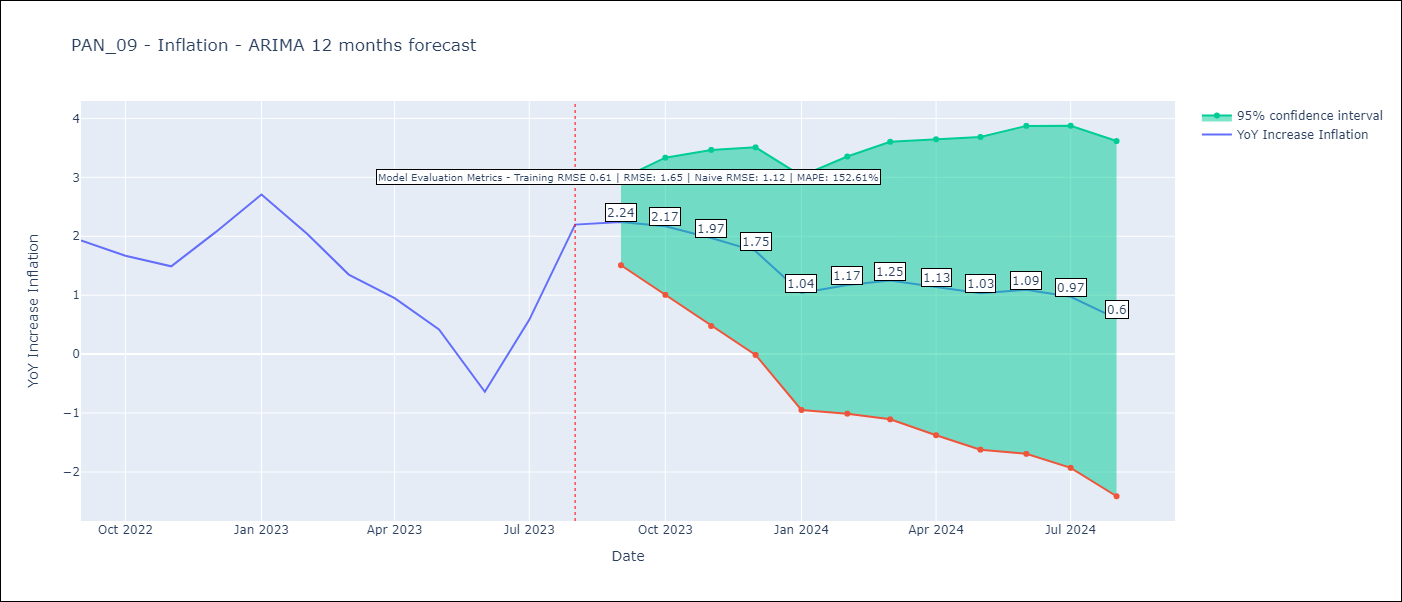 PAN_09 - Inflation - ARIMA 12 months forecast
95% confidence interval
YoY Increase Inflation
YoY Increase Inflation
4
3
2
1
0
−1
−2
Model Evaluation Metrics - Training RMSE 0.61 | RMSE: 1.65 | Naive RMSE: 1.12 | MAPE: 152.61%
2.24
2.17
1.97
1.75
1.04
1.17
1.25
1.13
1.03
1.09
0.97
0.6
Oct 2022
Jan 2023
Apr 2023
Jul 2023
Oct 2023
Jan 2024
Apr 2024
Jul 2024
Date